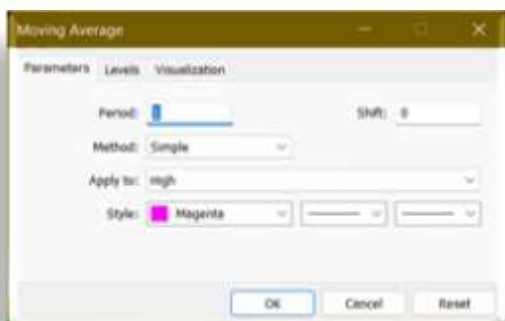 Moving Average
Parameters Levels Visualization
Period: Shift: 0
Method: Simple
Apply to: High
Style: Magenta
OK Cancel Reset